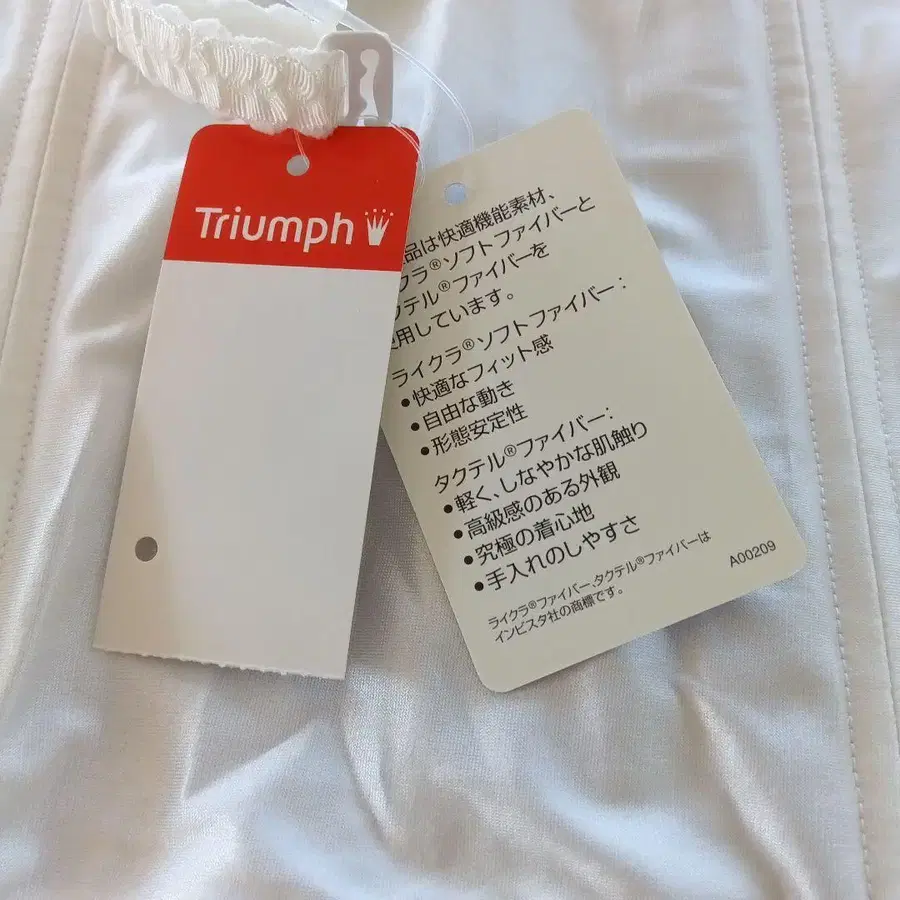 Triumph
品は快適機能素材、
クラ®ソフトファイバーと
クテル®ファイバーを
使用しています。
ライクラ®ソフトファイバー:
●快適なフィット感
●自由な動き
●形態安定性
タクテル®ファイバー:
●軽く、しなやかな肌触り
●高級感のある外観
●究極の着心地
●手入れのしやすさ
ライクラ®ファイバー、タクテル®ファイバーは
インビスタ社の商標です。
A00209